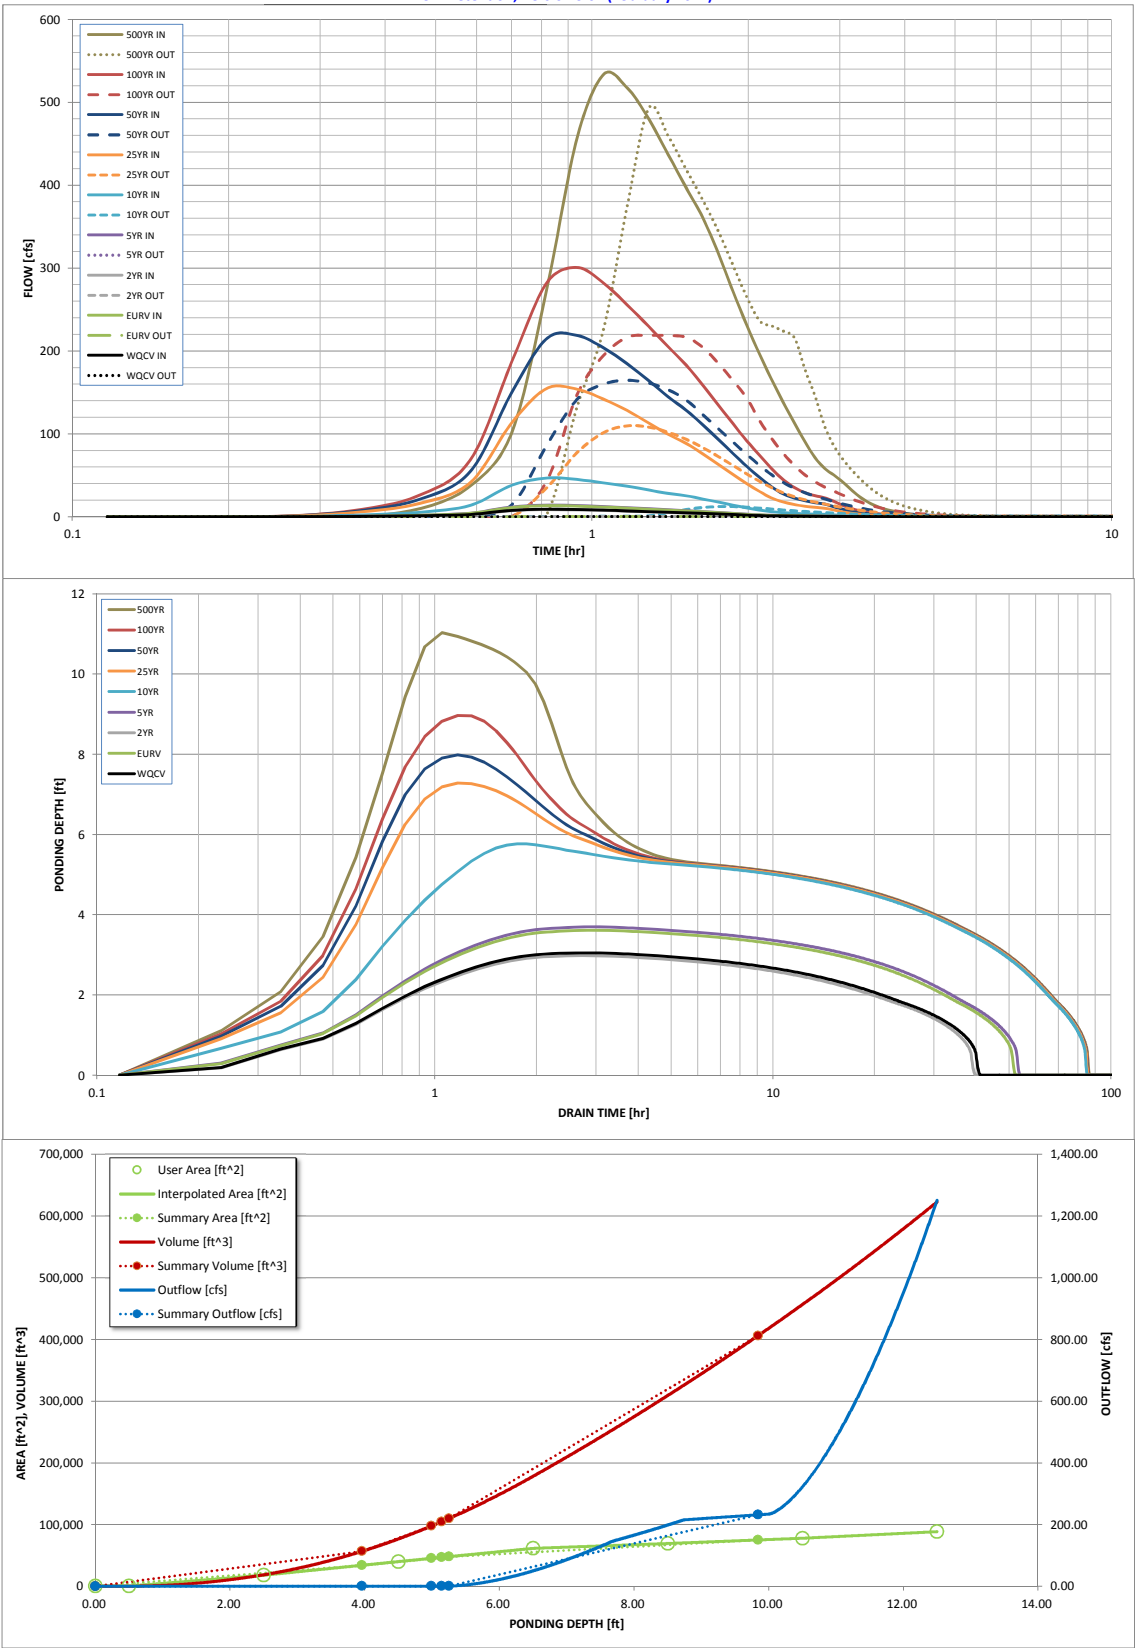 600
500
400
300
200
100
0
FLOW [cfs]
500YR IN
500YR OUT
100YR IN
100YR OUT
50YR IN
50YR OUT
25YR IN
25YR OUT
10YR IN
10YR OUT
5YR IN
5YR OUT
2YR IN
2YR OUT
EURV IN
EURV OUT
WQCV IN
WQCV OUT
0.1
1
10
TIME [hr]
12
10
8
6
4
2
0
PONDING DEPTH [ft]
500YR
100YR
50YR
25YR
10YR
5YR
2YR
EURV
WQCV
0.1
1
10
100
DRAIN TIME [hr]
700,000
600,000
500,000
400,000
300,000
200,000
100,000
0
AREA [ft^2], VOLUME [ft^3]
User Area [ft^2]
Interpolated Area [ft^2]
Summary Area [ft^2]
Volume [ft^3]
Summary Volume [ft^3]
Outflow [cfs]
Summary Outflow [cfs]
1,400.00
1,200.00
1,000.00
800.00
600.00
400.00
200.00
0.00
OUTFLOW [cfs]
0.00
2.00
4.00
6.00
8.00
10.00
12.00
14.00
PONDING DEPTH [ft]